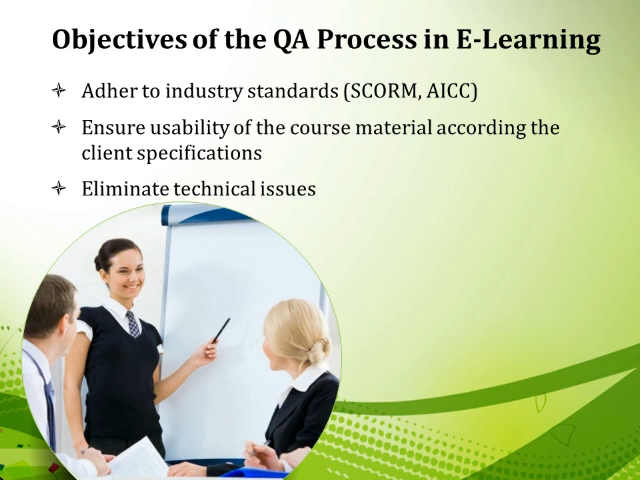 Objectives of the QA Process in E-Learning
Adher to industry standards (SCORM, AICC)
Ensure usability of the course material according the
client specifications
Eliminate technical issues